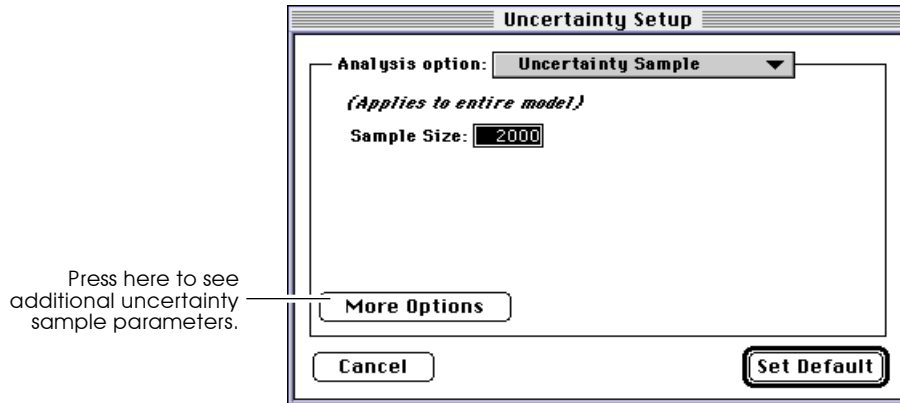 Uncertainty Setup
Analysis option: Uncertainty Sample
(Applies to entire model)
Sample Size: 2000
Press here to see
additional uncertainty
sample parameters.
More Options
Cancel
Set Default